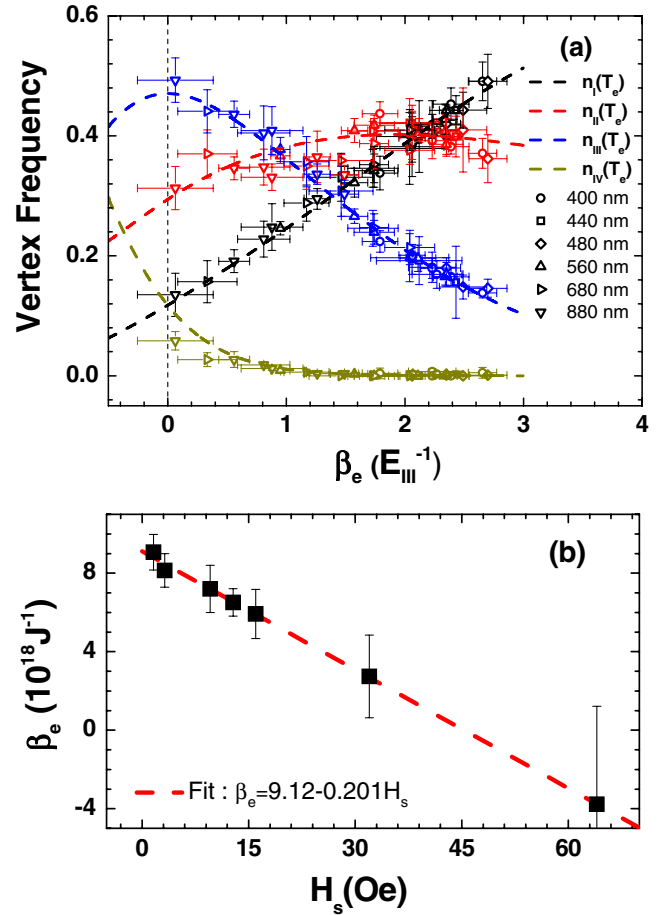 (a)
Vertex Frequency
0.6
0.4
0.2
0.0
n_I(T_e)
n_II(T_e)
n_III(T_e)
n_IV(T_e)
400 nm
440 nm
480 nm
560 nm
680 nm
880 nm
0 1 2 3 4
β_e (E_III^-1)
(b)
β_e (10^18 J^-1)
8
4
0
-4
Fit : β_e=9.12-0.201H_s
0 15 30 45 60
H_s(Oe)